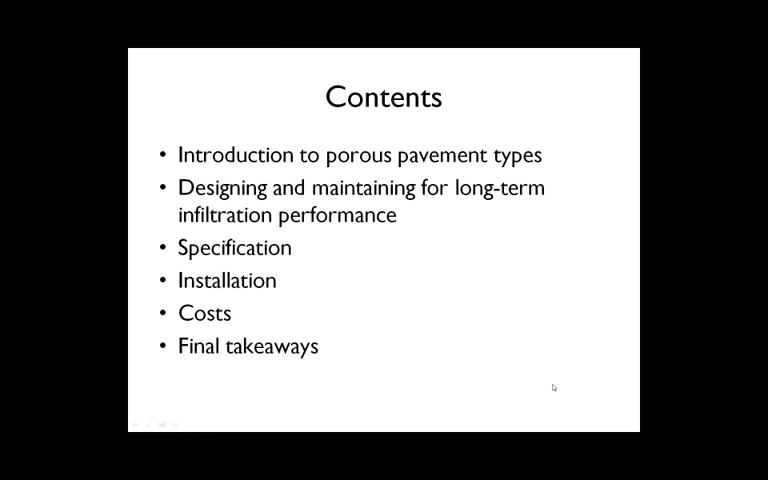 Contents
• Introduction to porous pavement types
• Designing and maintaining for long-term
infiltration performance
• Specification
• Installation
• Costs
• Final takeaways